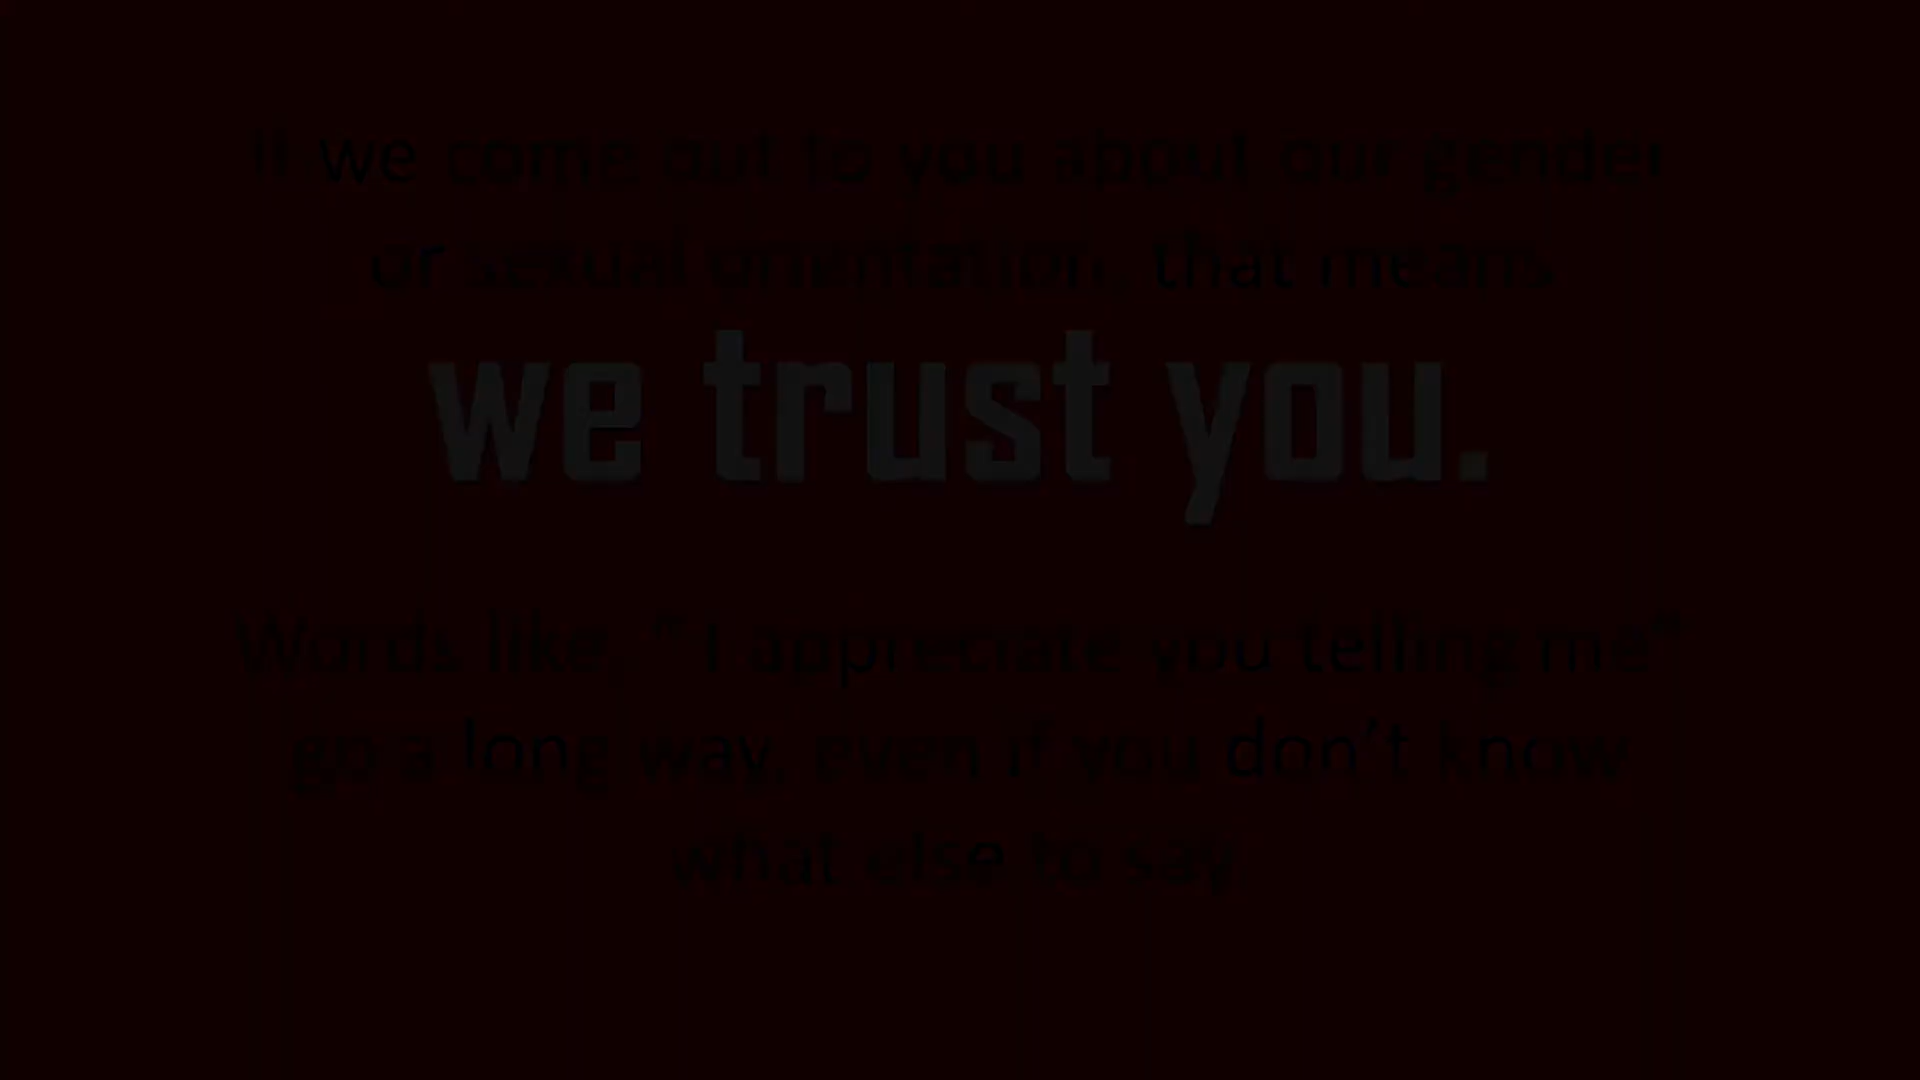 If we come out to you about our gender
or sexual orientation, that means
we trust you.
Words like, "I appreciate you telling me"
go a long way, even if you don't know
what else to say.